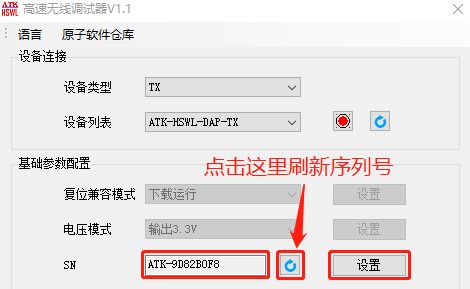 ATK HSWL 高速无线调试器V1.1
语言 原子软件仓库
设备连接
设备类型 TX
设备列表 ATK-HSWL-DAP-TX
点击这里刷新序列号
基础参数配置
复位兼容模式 下载运行 设置
电压模式 输出3.3V 设置
SN ATK-9D82B0F8 设置